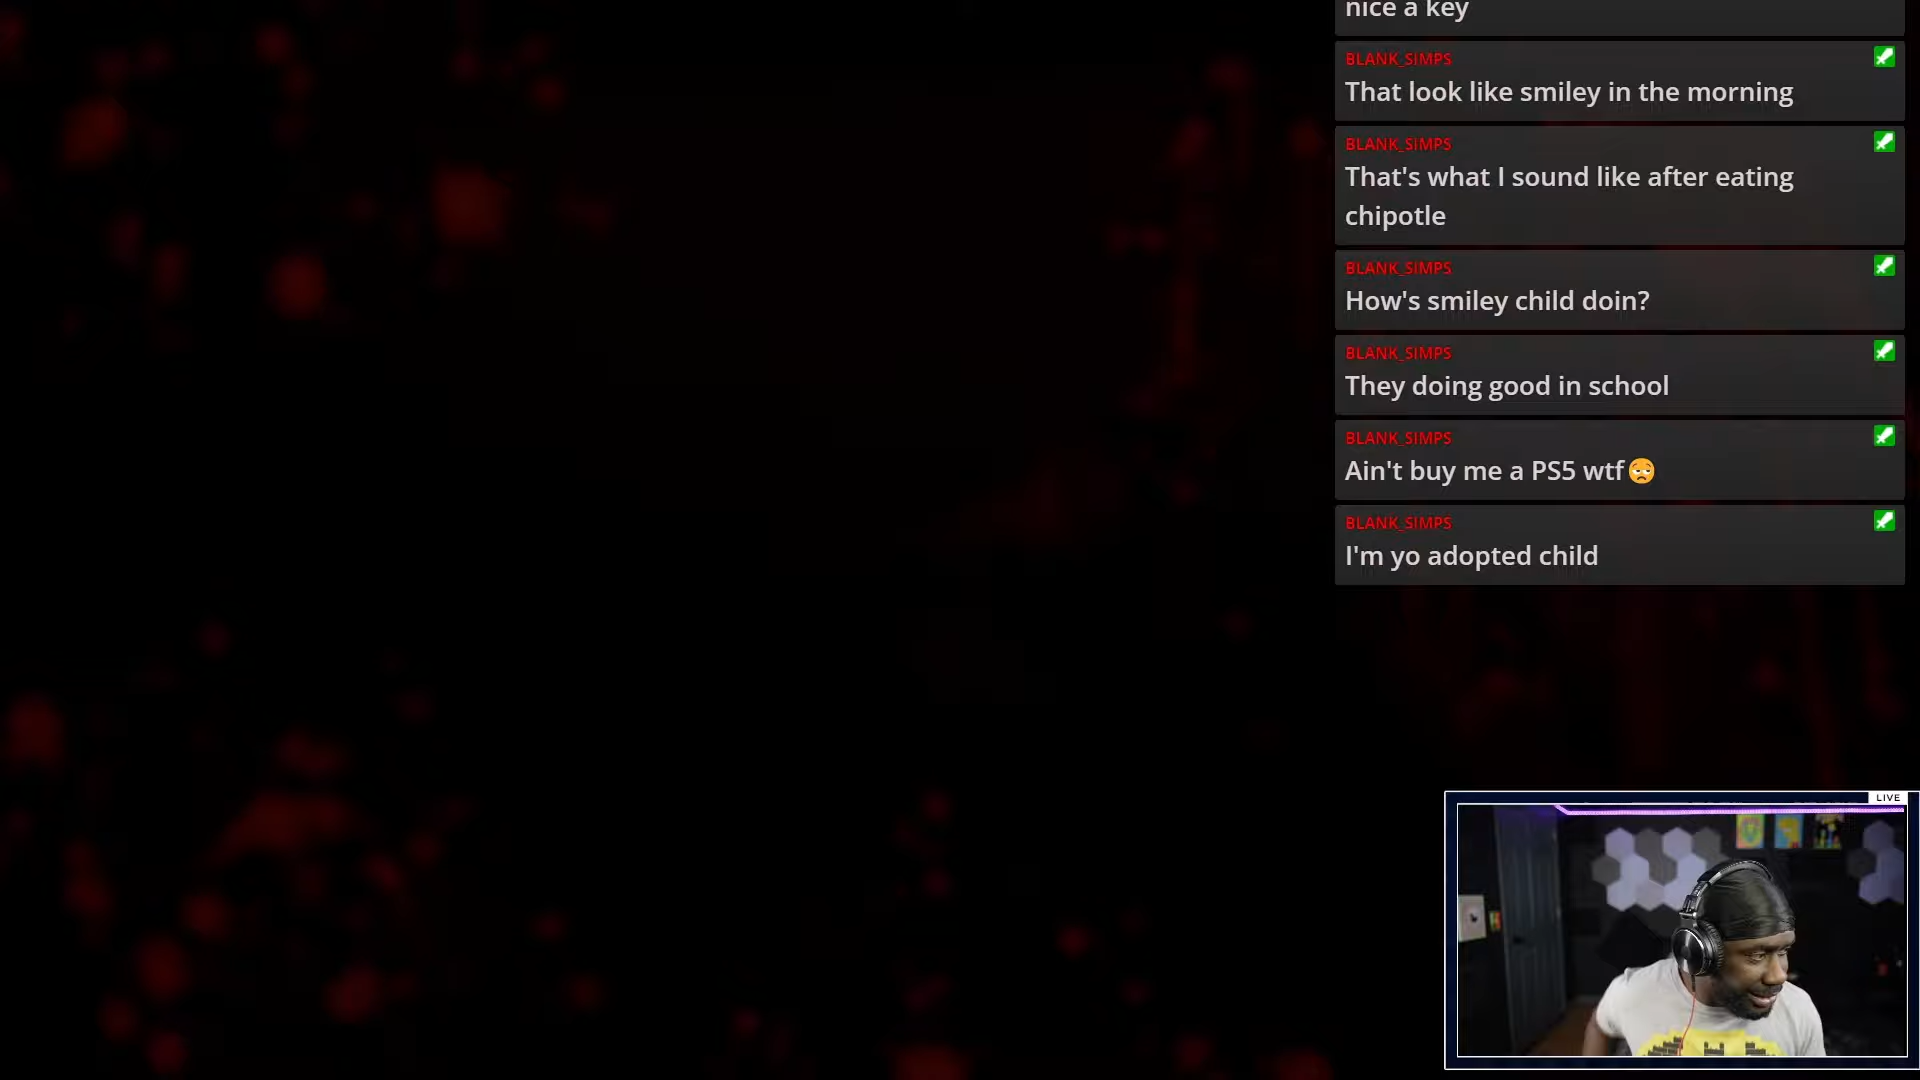 nice a key
BLANK_SIMPS
That look like smiley in the morning
BLANK_SIMPS
That's what I sound like after eating
chipotle
BLANK_SIMPS
How's smiley child doin?
BLANK_SIMPS
They doing good in school
BLANK_SIMPS
Ain't buy me a PS5 wtf😩
BLANK_SIMPS
I'm yo adopted child
LIVE